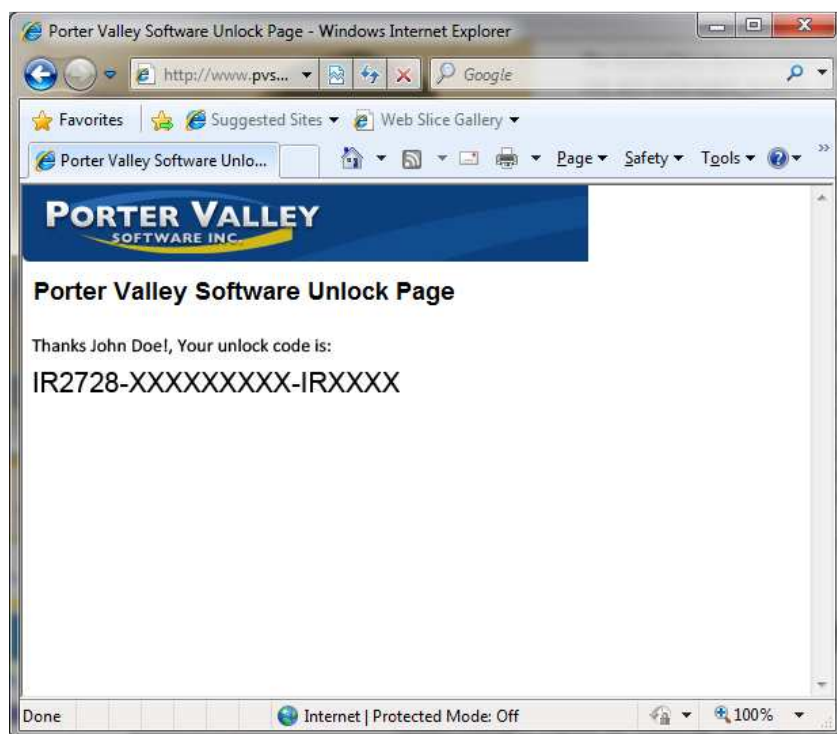 Porter Valley Software Unlock Page - Windows Internet Explorer
http://www.pvs... Google
Favorites Suggested Sites Web Slice Gallery
Porter Valley Software Unlo... Page Safety Tools »
PORTER VALLEY
SOFTWARE INC.
Porter Valley Software Unlock Page
Thanks John Doe!, Your unlock code is:
IR2728-XXXXXXXXX-IRXXXX
Done Internet | Protected Mode: Off 100%